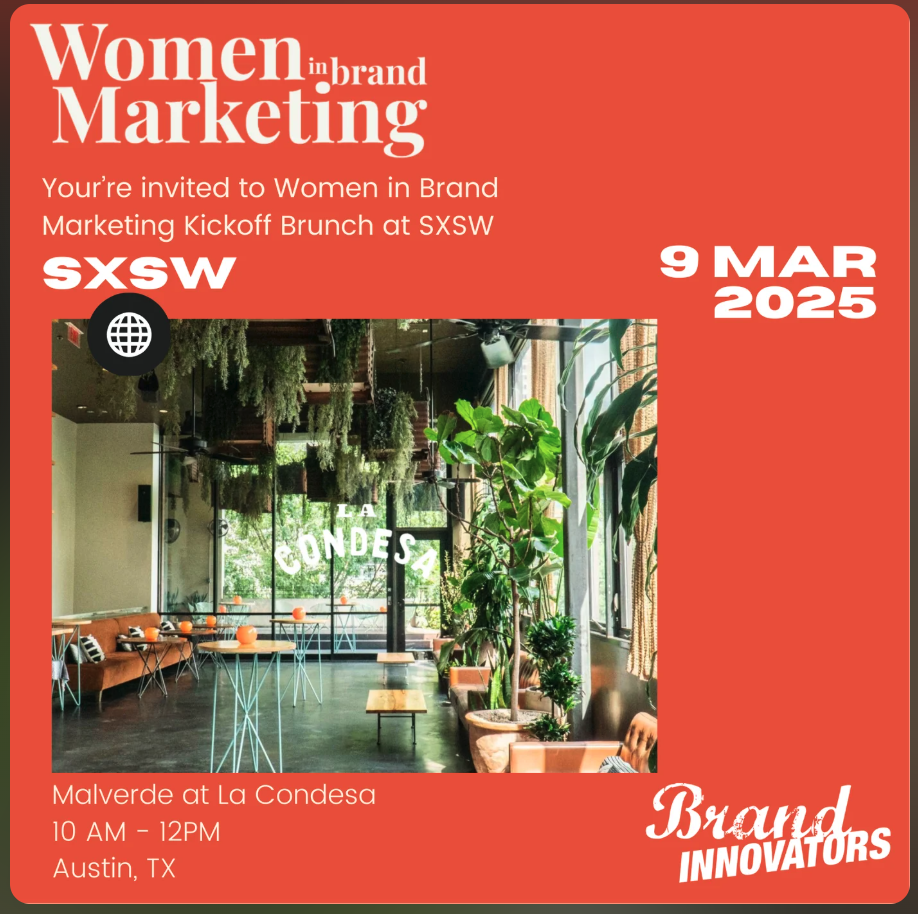 Women in brand
Marketing
Your're invited to Women in Brand
Marketing Kickoff Brunch at SXSW
SXSW
9 MAR
2025
LA
CONDESA
Malverde at La Condesa
10 AM - 12PM
Austin, TX
Brand
INNOVATORS